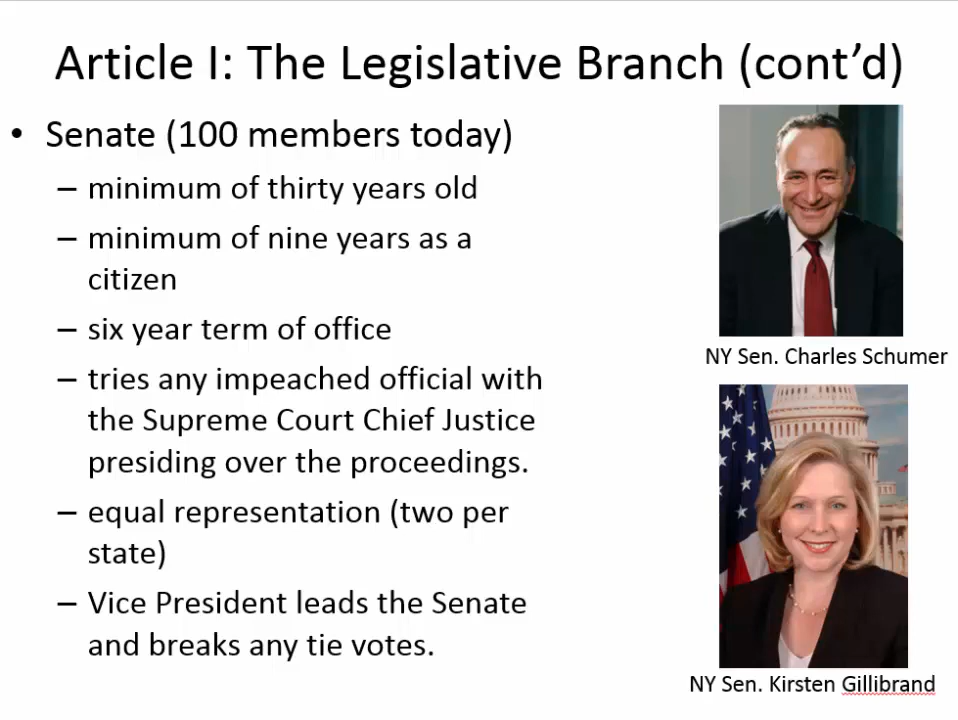 Article I: The Legislative Branch (cont’d)
• Senate (100 members today)
– minimum of thirty years old
– minimum of nine years as a
citizen
– six year term of office
– tries any impeached official with
the Supreme Court Chief Justice
presiding over the proceedings.
– equal representation (two per
state)
– Vice President leads the Senate
and breaks any tie votes.
NY Sen. Charles Schumer
NY Sen. Kirsten Gillibrand